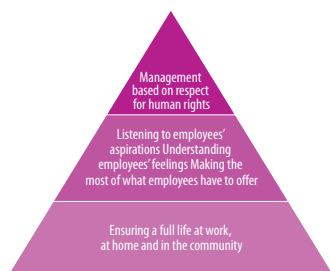 Management
based on respect
for human rights
Listening to employees’
aspirations Understanding
employees’ feelings Making the
most of what employees have to offer
Ensuring a full life at work,
at home and in the community